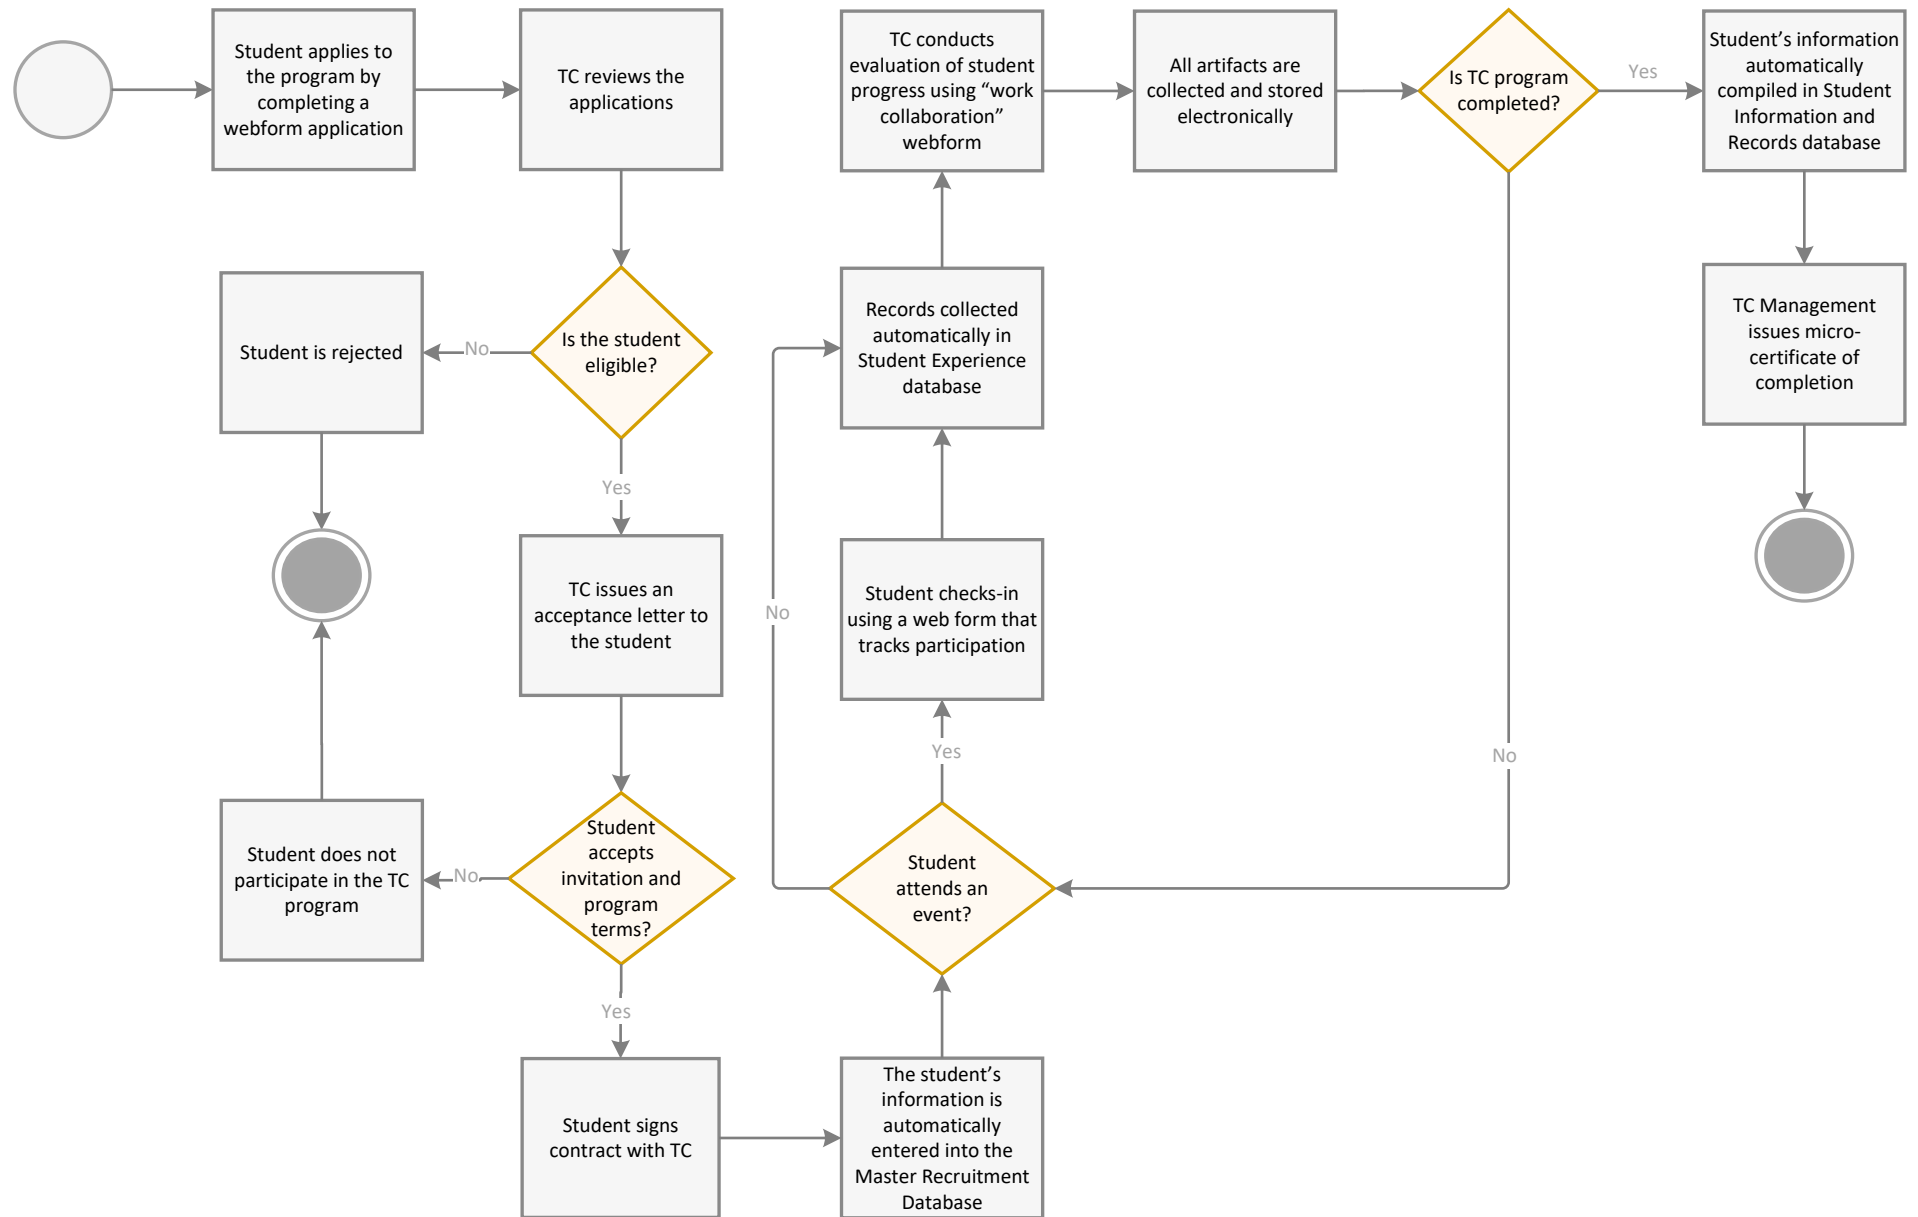 Student applies to
the program by
completing a
webform application
TC reviews the
applications
Is the student
eligible?
No
Student is rejected
Yes
TC issues an
acceptance letter to
the student
Student
accepts
invitation and
program
terms?
No
Student does not
participate in the TC
program
Yes
Student signs
contract with TC
The student’s
information is
automatically
entered into the
Master Recruitment
Database
Student
attends an
event?
No
Yes
Student checks-in
using a web form that
tracks participation
Records collected
automatically in
Student Experience
database
TC conducts
evaluation of student
progress using “work
collaboration”
webform
All artifacts are
collected and stored
electronically
Is TC program
completed?
No
Yes
Student’s information
automatically
compiled in Student
Information and
Records database
TC Management
issues micro-
certificate of
completion